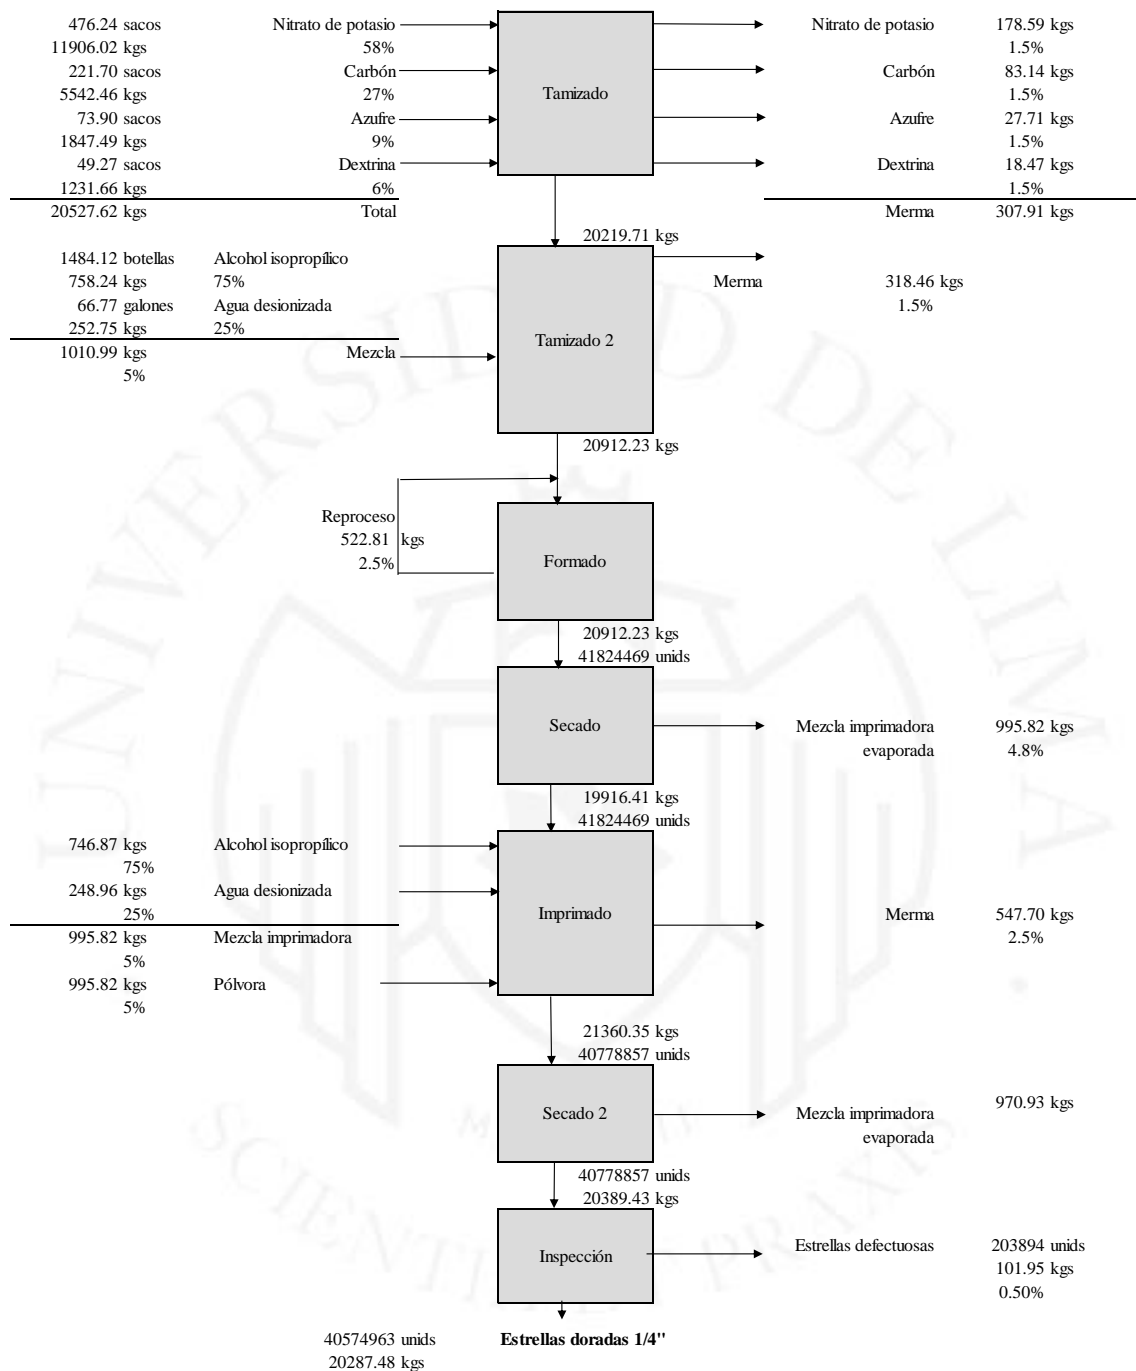 476.24 sacos Nitrato de potasio Nitrato de potasio 178.59 kgs
11906.02 kgs 58% 1.5%
221.70 sacos Carbón Carbón 83.14 kgs
5542.46 kgs 27% Tamizado 1.5%
73.90 sacos Azufre Azufre 27.71 kgs
1847.49 kgs 9% 1.5%
49.27 sacos Dextrina Dextrina 18.47 kgs
1231.66 kgs 6% 1.5%
20527.62 kgs Total Merma 307.91 kgs
20219.71 kgs
1484.12 botellas Alcohol isopropílico
758.24 kgs 75% Merma 318.46 kgs
66.77 galones Agua desionizada 1.5%
252.75 kgs 25% Tamizado 2
1010.99 kgs Mezcla
5%
20912.23 kgs
Reproceso
522.81 kgs
2.5% Formado
20912.23 kgs
41824469 unids
Secado Mezcla imprimadora 995.82 kgs
evaporada 4.8%
19916.41 kgs
41824469 unids
746.87 kgs Alcohol isopropílico
75%
248.96 kgs Agua desionizada
25% Imprimado Merma 547.70 kgs
995.82 kgs Mezcla imprimadora 2.5%
5%
995.82 kgs Pólvora
5%
21360.35 kgs
40778857 unids
Secado 2 Mezcla imprimadora 970.93 kgs
evaporada
40778857 unids
20389.43 kgs
Inspección Estrellas defectuosas 203894 unids
101.95 kgs
0.50%
40574963 unids Estrellas doradas 1/4"
20287.48 kgs
UNIVERSIDAD DE LIMA
SCIENTIA ET PRAXIS